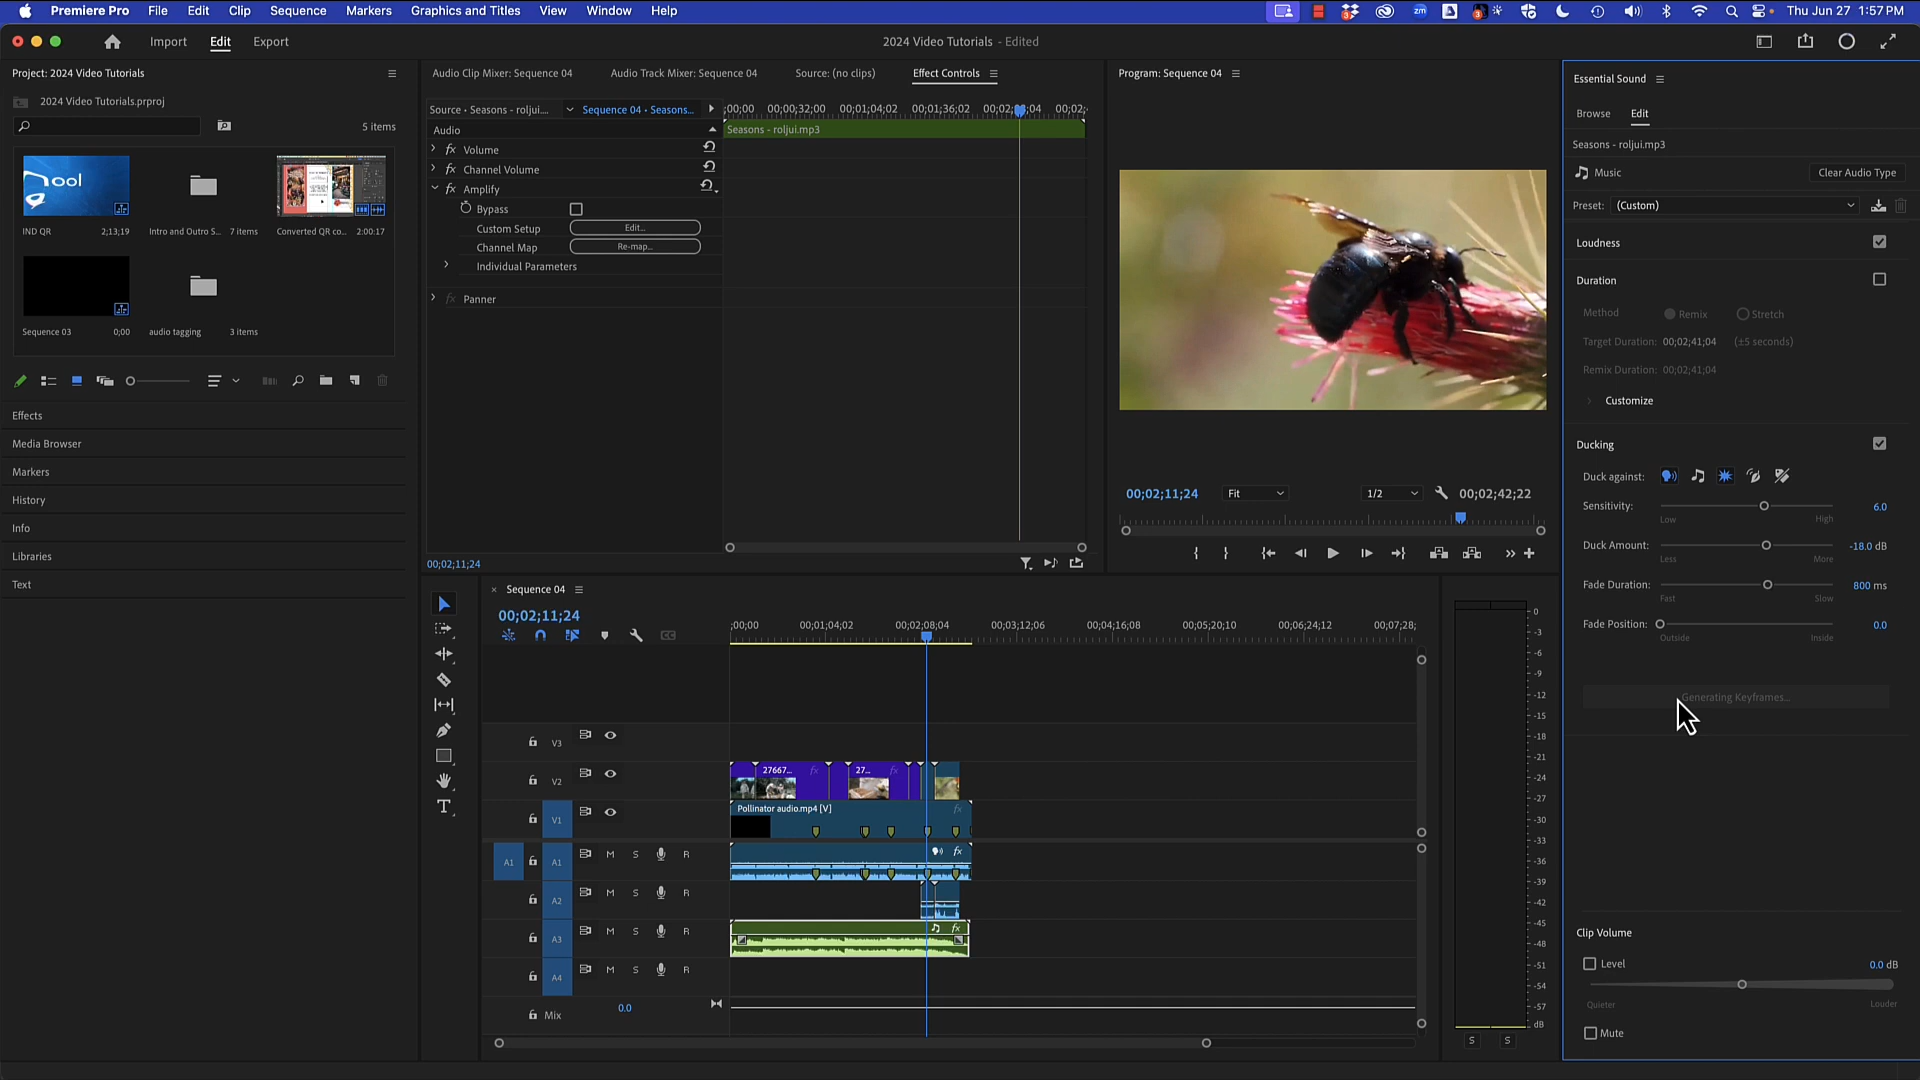 Premiere Pro File Edit Clip Sequence Markers Graphics and Titles View Window Help Thu Jun 27 1:57 PM
Import Edit Export 2024 Video Tutorials - Edited
Project: 2024 Video Tutorials
2024 Video Tutorials.prproj
5 items
IND QR 2;13;19 Intro and Outro S... 7 items Converted QR co... 2:00:17
Sequence 03 0;00 audio tagging 3 items
Effects
Media Browser
Markers
History
Info
Libraries
Text
Audio Clip Mixer: Sequence 04 Audio Track Mixer: Sequence 04 Source: (no clips) Effect Controls
Source • Seasons - roljui.... Sequence 04 • Seasons...
;00;00 00;00;32;00 00;01;04;02 00;01;36;02 00;02;
Audio
Seasons - roljui.mp3
fx Volume
fx Channel Volume
fx Amplify
Bypass
Custom Setup Edit...
Channel Map Re-map...
Individual Parameters
fx Panner
00;02;11;24
Program: Sequence 04
00;02;11;24 Fit 1/2 00;02;42;22
Sequence 04
00;02;11;24
;00;00 00;01;04;02 00;02;08;04 00;03;12;06 00;04;16;08 00;05;20;10 00;06;24;12 00;07;28;
V3
V2 27667... fx 27... fx
V1 Pollinator audio.mp4 [V] fx
A1 A1 M S R fx
A2 M S R
A3 M S R fx
A4 M S R
Mix 0.0
0
-3
-6
-9
-12
-15
-18
-21
-24
-27
-30
-33
-36
-39
-42
-45
-48
-51
-54
-57
dB
S S
Essential Sound
Browse Edit
Seasons - roljui.mp3
Music Clear Audio Type
Preset: (Custom)
Loudness
Duration
Method Remix Stretch
Target Duration: 00;02;41;04 (±5 seconds)
Remix Duration: 00;02;41;04
Customize
Ducking
Duck against:
Sensitivity: 6.0
Low High
Duck Amount: -18.0 dB
Less More
Fade Duration: 800 ms
Fast Slow
Fade Position: 0.0
Outside Inside
Generating Keyframes...
Clip Volume
Level 0.0 dB
Quieter Louder
Mute